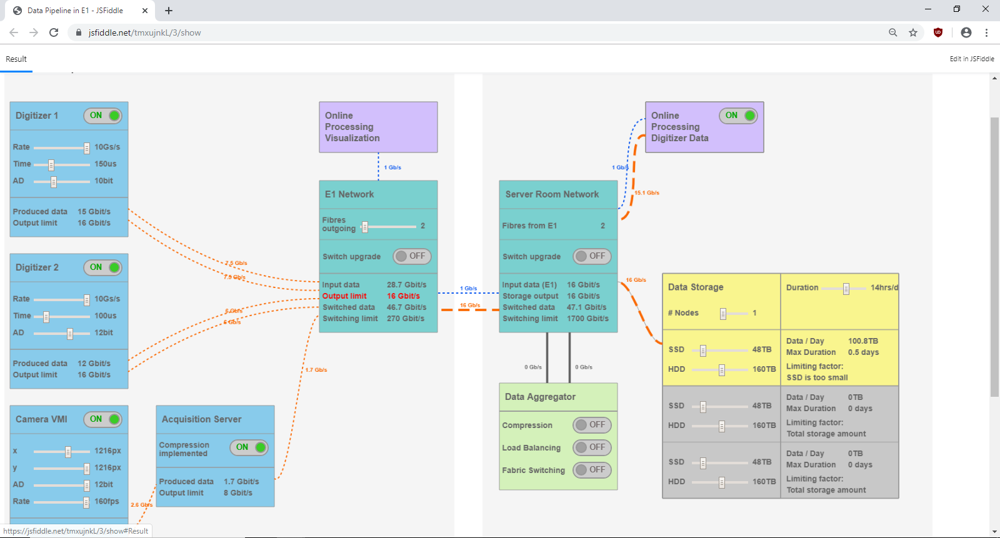 Data Pipeline in E1 - JSFiddle
jsfiddle.net/tmxujnkL/3/show
Result
Edit in JSFiddle
Digitizer 1 ON
Rate 10Gs/s
Time 150us
AD 10bit
Produced data 15 Gbit/s
Output limit 16 Gbit/s
Digitizer 2 ON
Rate 10Gs/s
Time 100us
AD 12bit
Produced data 12 Gbit/s
Output limit 16 Gbit/s
Camera VMI ON
x 1216px
y 1216px
AD 12bit
Rate 160fps
2.6 Gb/s
Acquisition Server
Compression
implemented ON
Produced data 1.7 Gbit/s
Output limit 8 Gbit/s
7.5 Gb/s
7.5 Gb/s
6 Gb/s
6 Gb/s
1.7 Gb/s
Online
Processing
Visualization
1 Gb/s
E1 Network
Fibres
outgoing 2
Switch upgrade OFF
Input data 28.7 Gbit/s
Output limit 16 Gbit/s
Switched data 46.7 Gbit/s
Switching limit 270 Gbit/s
1 Gb/s
16 Gb/s
Online ON
Processing
Digitizer Data
1 Gb/s
15.1 Gb/s
Server Room Network
Fibres from E1 2
Switch upgrade OFF
Input data (E1) 16 Gbit/s
Storage output 16 Gbit/s
Switched data 47.1 Gbit/s
Switching limit 1700 Gbit/s
16 Gb/s
0 Gb/s 0 Gb/s
Data Aggregator
Compression OFF
Load Balancing OFF
Fabric Switching OFF
Data Storage
# Nodes 1
Duration 14hrs/d
SSD 48TB
HDD 160TB
Data / Day 100.8TB
Max Duration 0.5 days
Limiting factor:
SSD is too small
SSD 48TB
HDD 160TB
Data / Day 0TB
Max Duration 0 days
Limiting factor:
Total storage amount
SSD 48TB
HDD 160TB
Data / Day 0TB
Max Duration 0 days
Limiting factor:
Total storage amount
https://jsfiddle.net/tmxujnkL/3/show#Result